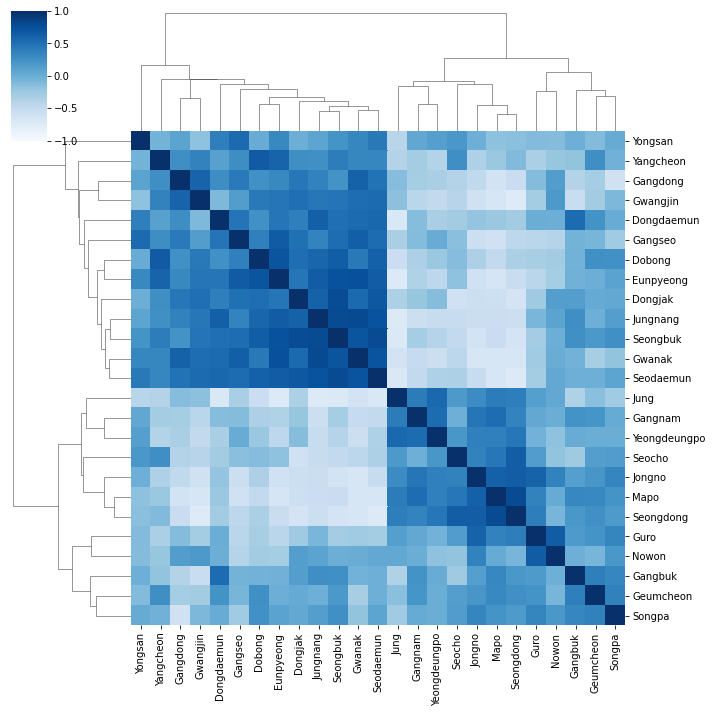 1.0
0.5
0.0
−0.5
−1.0
Yongsan
Yangcheon
Gangdong
Gwangjin
Dongdaemun
Gangseo
Dobong
Eunpyeong
Dongjak
Jungnang
Seongbuk
Gwanak
Seodaemun
Jung
Gangnam
Yeongdeungpo
Seocho
Jongno
Mapo
Seongdong
Guro
Nowon
Gangbuk
Geumcheon
Songpa
Yongsan
Yangcheon
Gangdong
Gwangjin
Dongdaemun
Gangseo
Dobong
Eunpyeong
Dongjak
Jungnang
Seongbuk
Gwanak
Seodaemun
Jung
Gangnam
Yeongdeungpo
Seocho
Jongno
Mapo
Seongdong
Guro
Nowon
Gangbuk
Geumcheon
Songpa